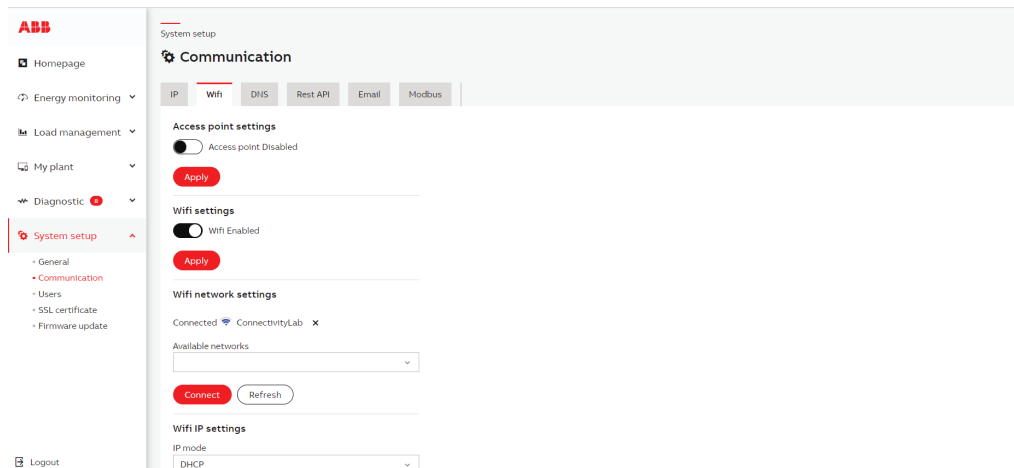 ABB
Homepage
Energy monitoring
Load management
My plant
Diagnostic 8
System setup
General
Communication
Users
SSL certificate
Firmware update
Logout
System setup
Communication
IP Wifi DNS Rest API Email Modbus
Access point settings
Access point Disabled
Apply
Wifi settings
Wifi Enabled
Apply
Wifi network settings
Connected ConnectivityLab
Available networks
Connect Refresh
Wifi IP settings
IP mode
DHCP